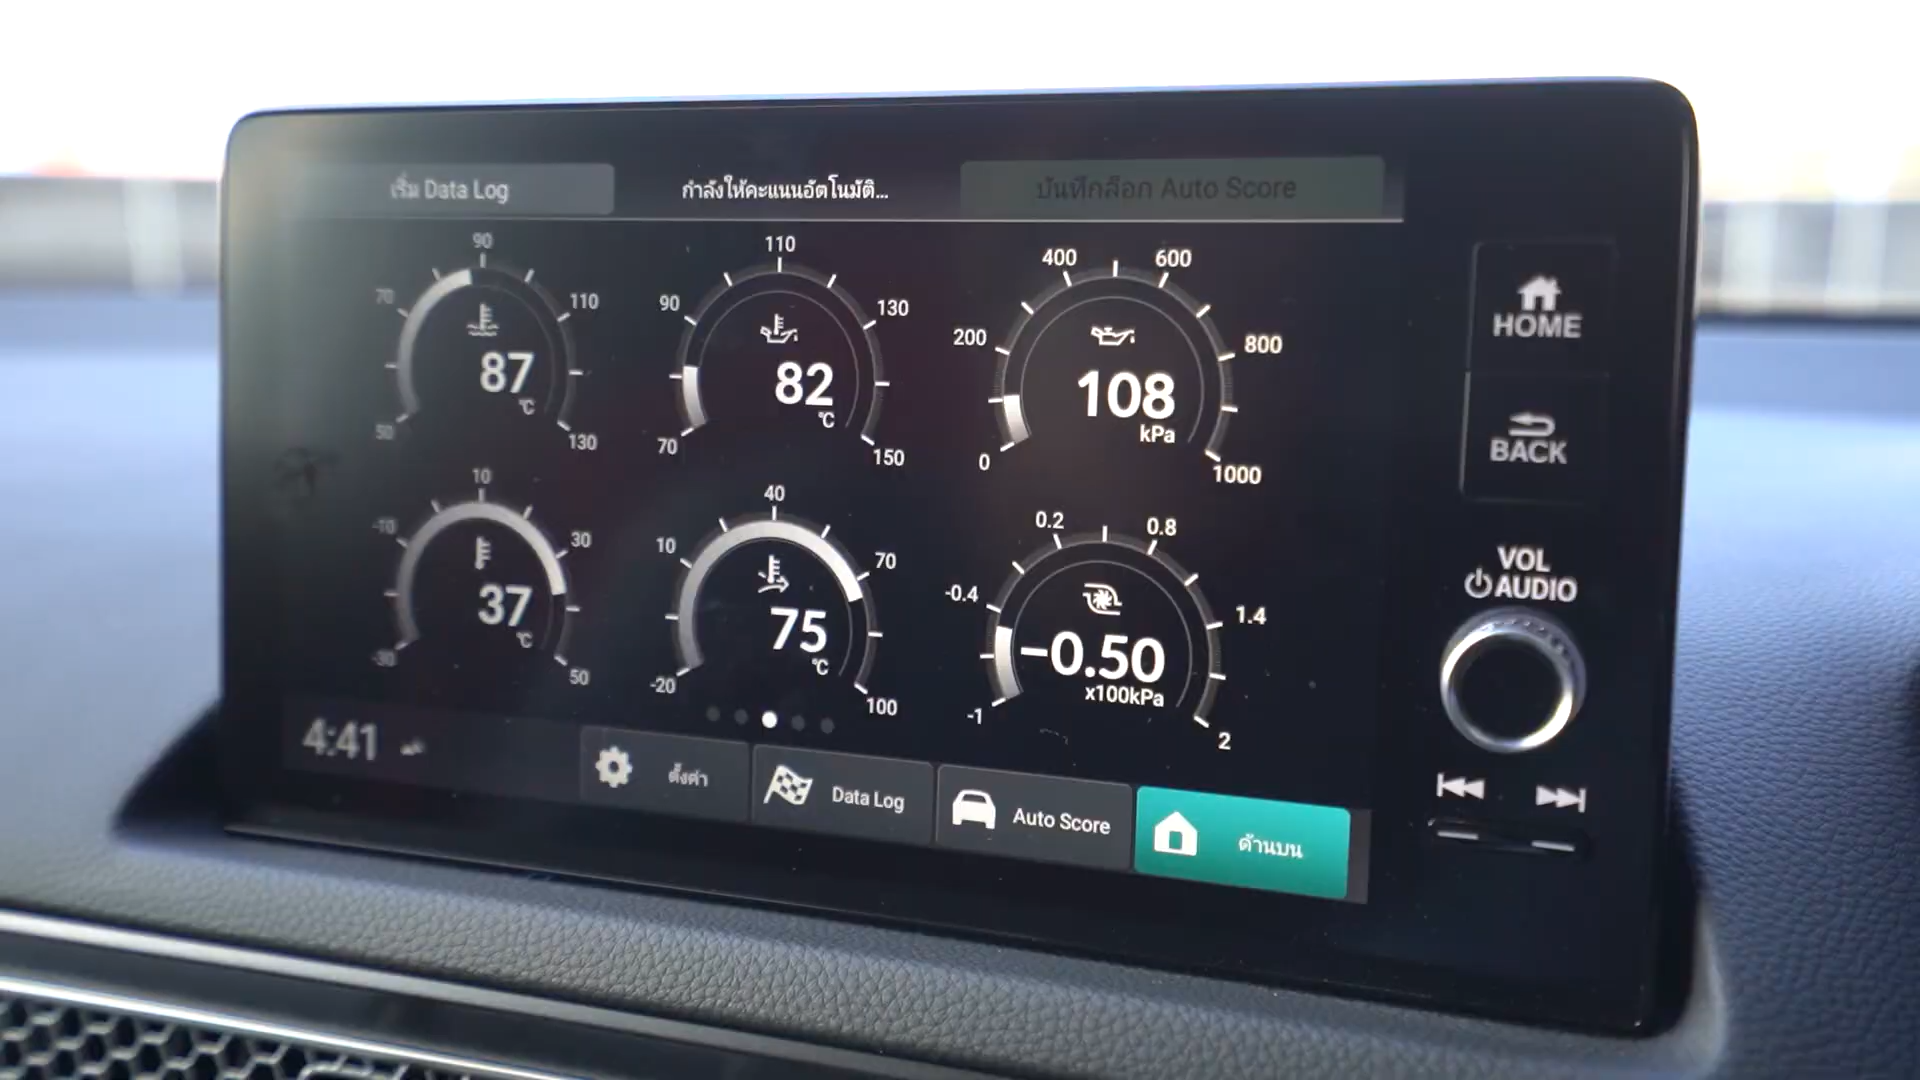 เริ่ม Data Log
กำลังให้คะแนนอัตโนมัติ...
บันทึกล็อก Auto Score
90
70
110
87
°C
50
130
110
90
130
82
°C
70
150
400
600
200
800
108
kPa
0
1000
10
-10
30
37
°C
-30
50
40
10
70
75
°C
-20
100
0.2
0.8
-0.4
1.4
-0.50
x100kPa
-1
2
HOME
BACK
VOL
AUDIO
4:41
ตั้งค่า
Data Log
Auto Score
ด้านบน